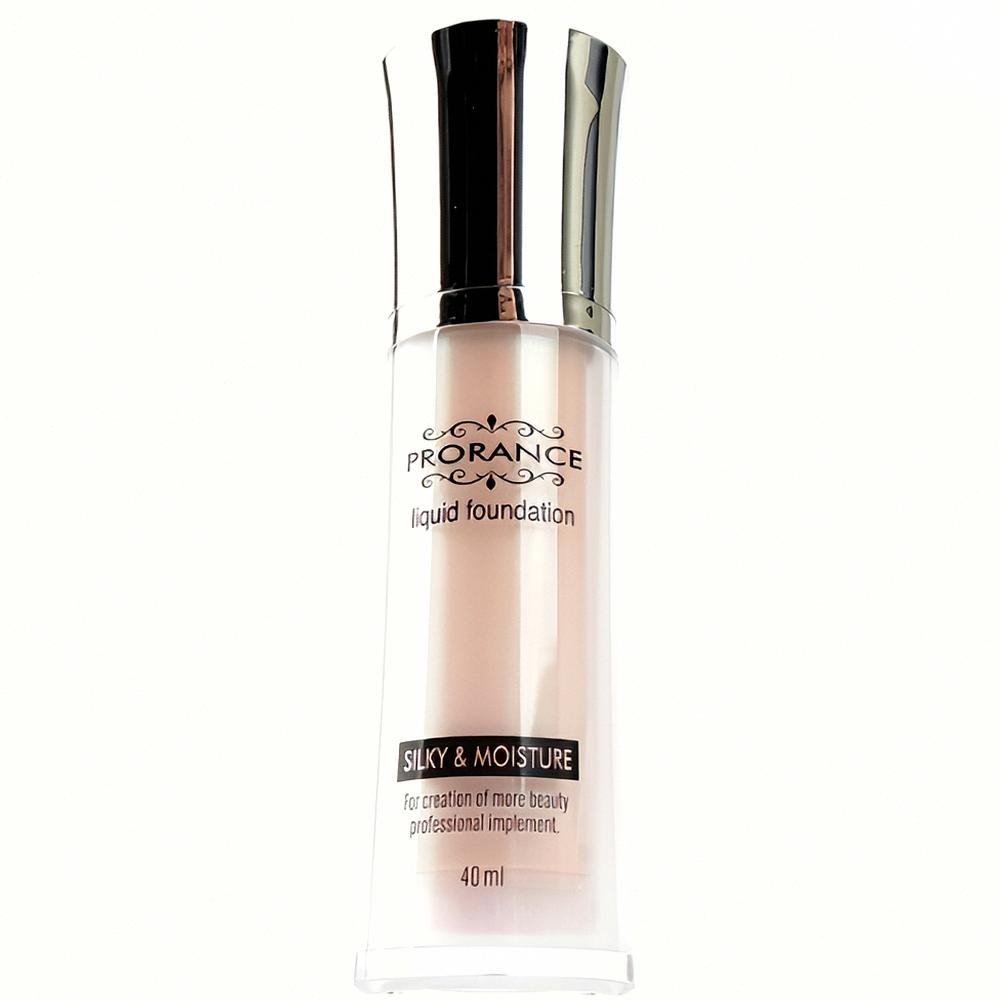 PRORANCE
liquid foundation
SILKY & MOISTURE
For creation of more beauty
professional implement.
40 ml